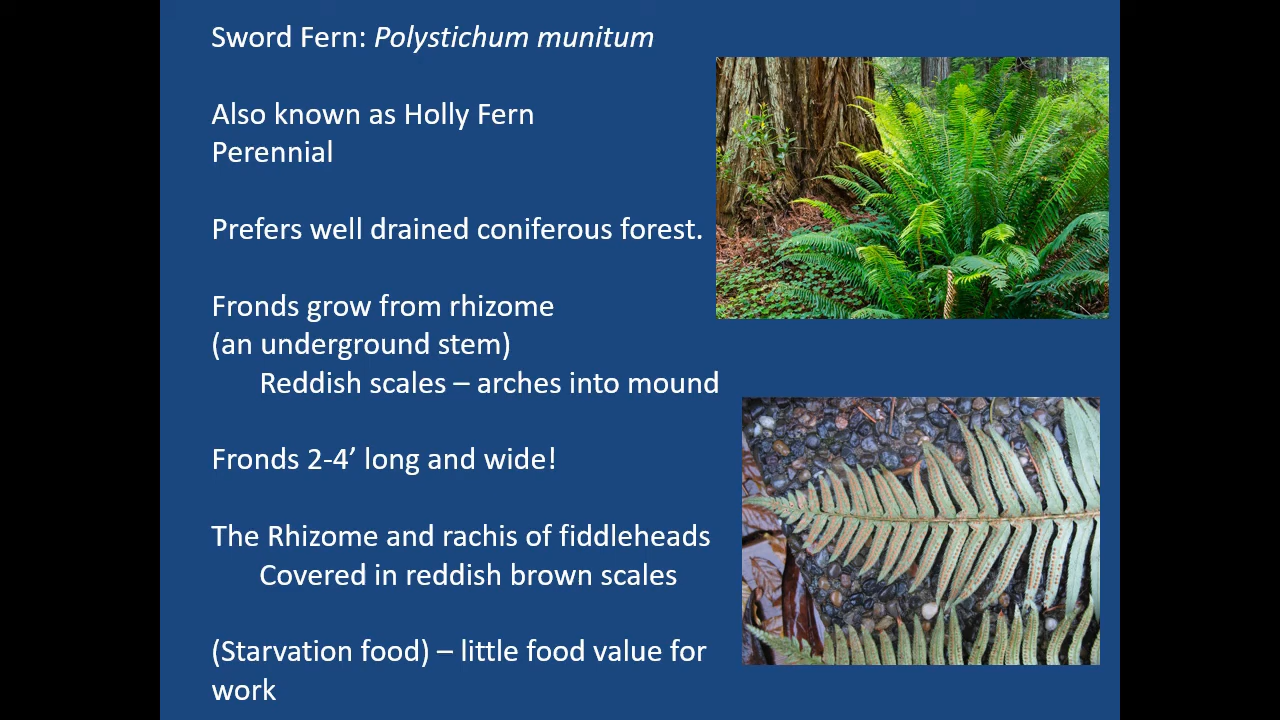 Sword Fern: Polystichum munitum
Also known as Holly Fern
Perennial
Prefers well drained coniferous forest.
Fronds grow from rhizome
(an underground stem)
Reddish scales – arches into mound
Fronds 2-4’ long and wide!
The Rhizome and rachis of fiddleheads
Covered in reddish brown scales
(Starvation food) – little food value for
work